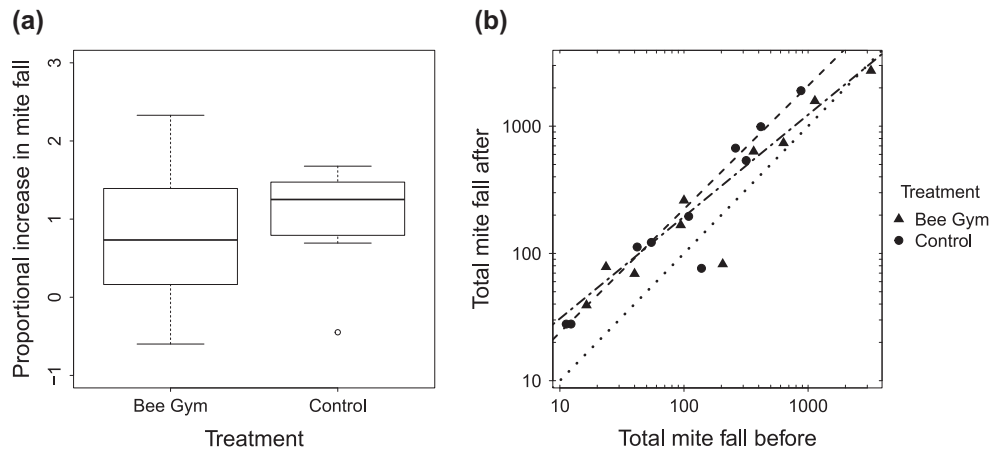 (a)
Proportional increase in mite fall
3
2
1
0
-1
Bee Gym
Control
Treatment
(b)
Total mite fall after
1000
100
10
10
100
1000
Total mite fall before
Treatment
Bee Gym
Control